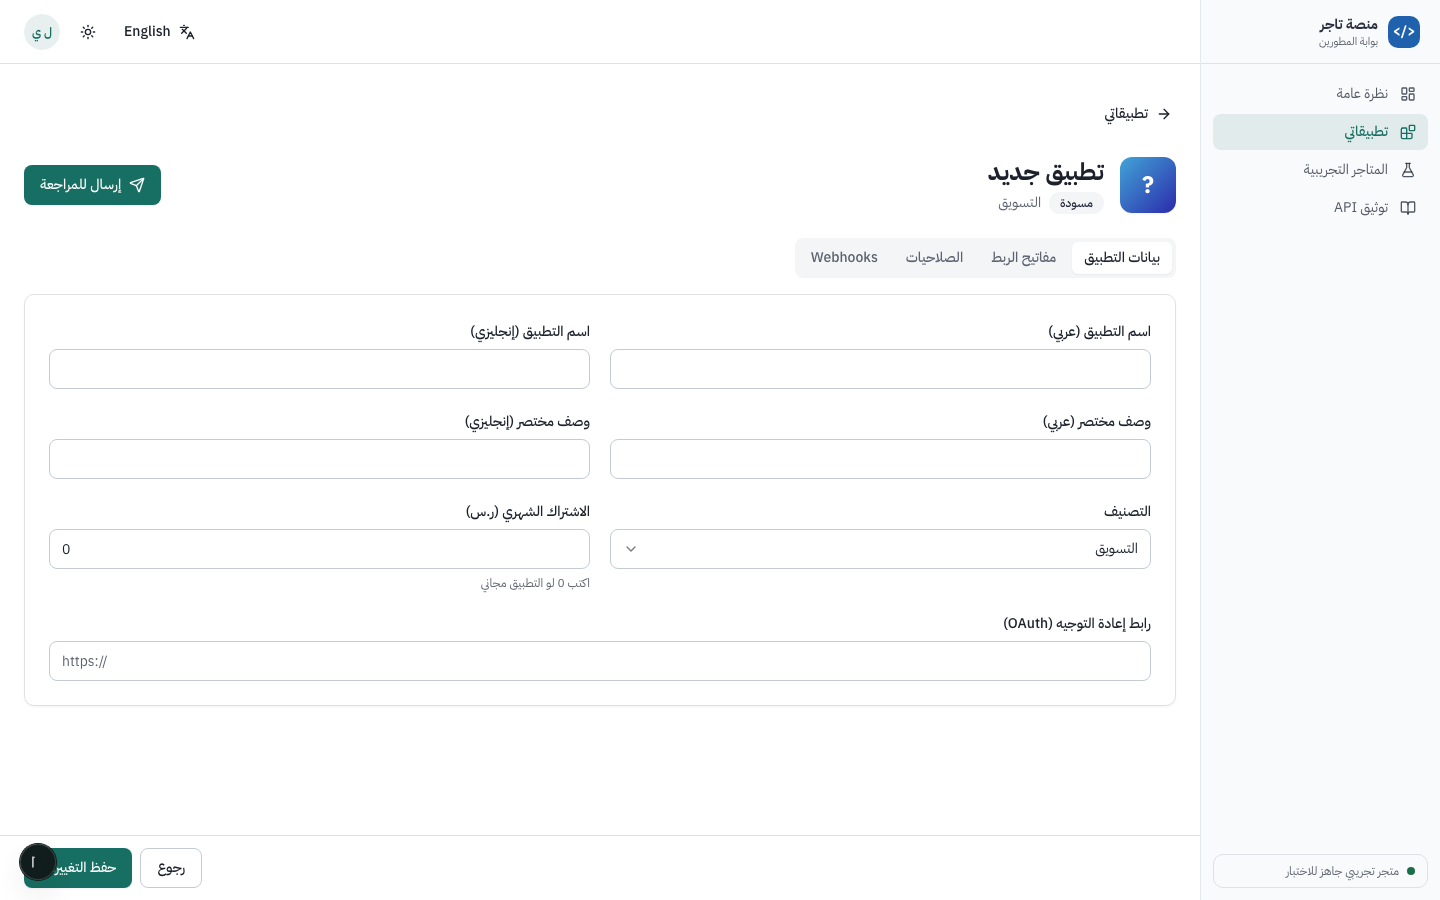 منصة تاجر
بوابة المطورين
نظرة عامة
تطبيقاتي
المتاجر التجريبية
توثيق API
متجر تجريبي جاهز للاختبار
English
ل ي
تطبيقاتي
?
تطبيق جديد
مسودة
التسويق
إرسال للمراجعة
بيانات التطبيق
مفاتيح الربط
الصلاحيات
Webhooks
اسم التطبيق (عربي)
اسم التطبيق (إنجليزي)
وصف مختصر (عربي)
وصف مختصر (إنجليزي)
التصنيف
التسويق
الاشتراك الشهري (ر.س)
0
اكتب 0 لو التطبيق مجاني
رابط إعادة التوجيه (OAuth)
https://
رجوع
حفظ